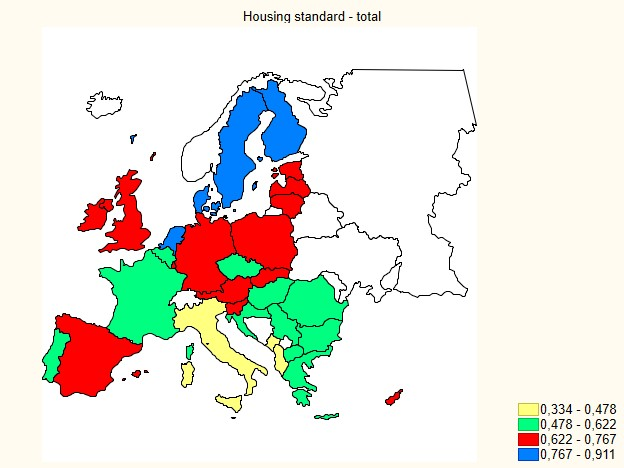 Housing standard - total
0,334 - 0,478
0,478 - 0,622
0,622 - 0,767
0,767 - 0,911